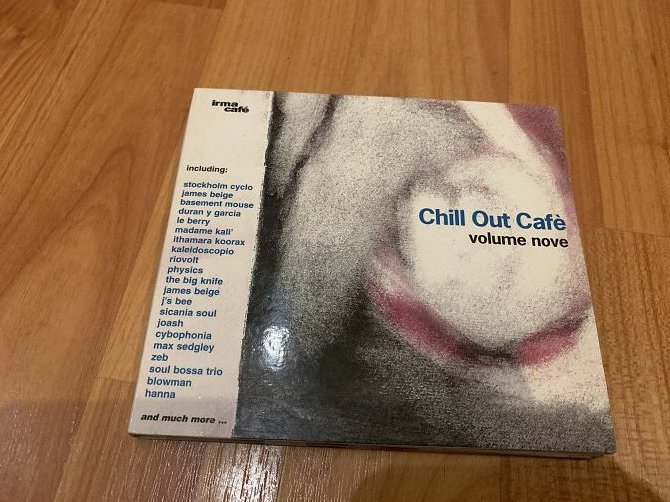 irma
café
including:
stockholm cyclo
james beige
basement mouse
duran y garcia
le berry
madame kali'
ithamara koorax
kaleidoscopio
riovolt
physics
the big knife
james beige
j's bee
sicania soul
joash
cybophonia
max sedgley
zeb
soul bossa trio
blowman
hanna
and much more ...
Chill Out Cafè
volume nove